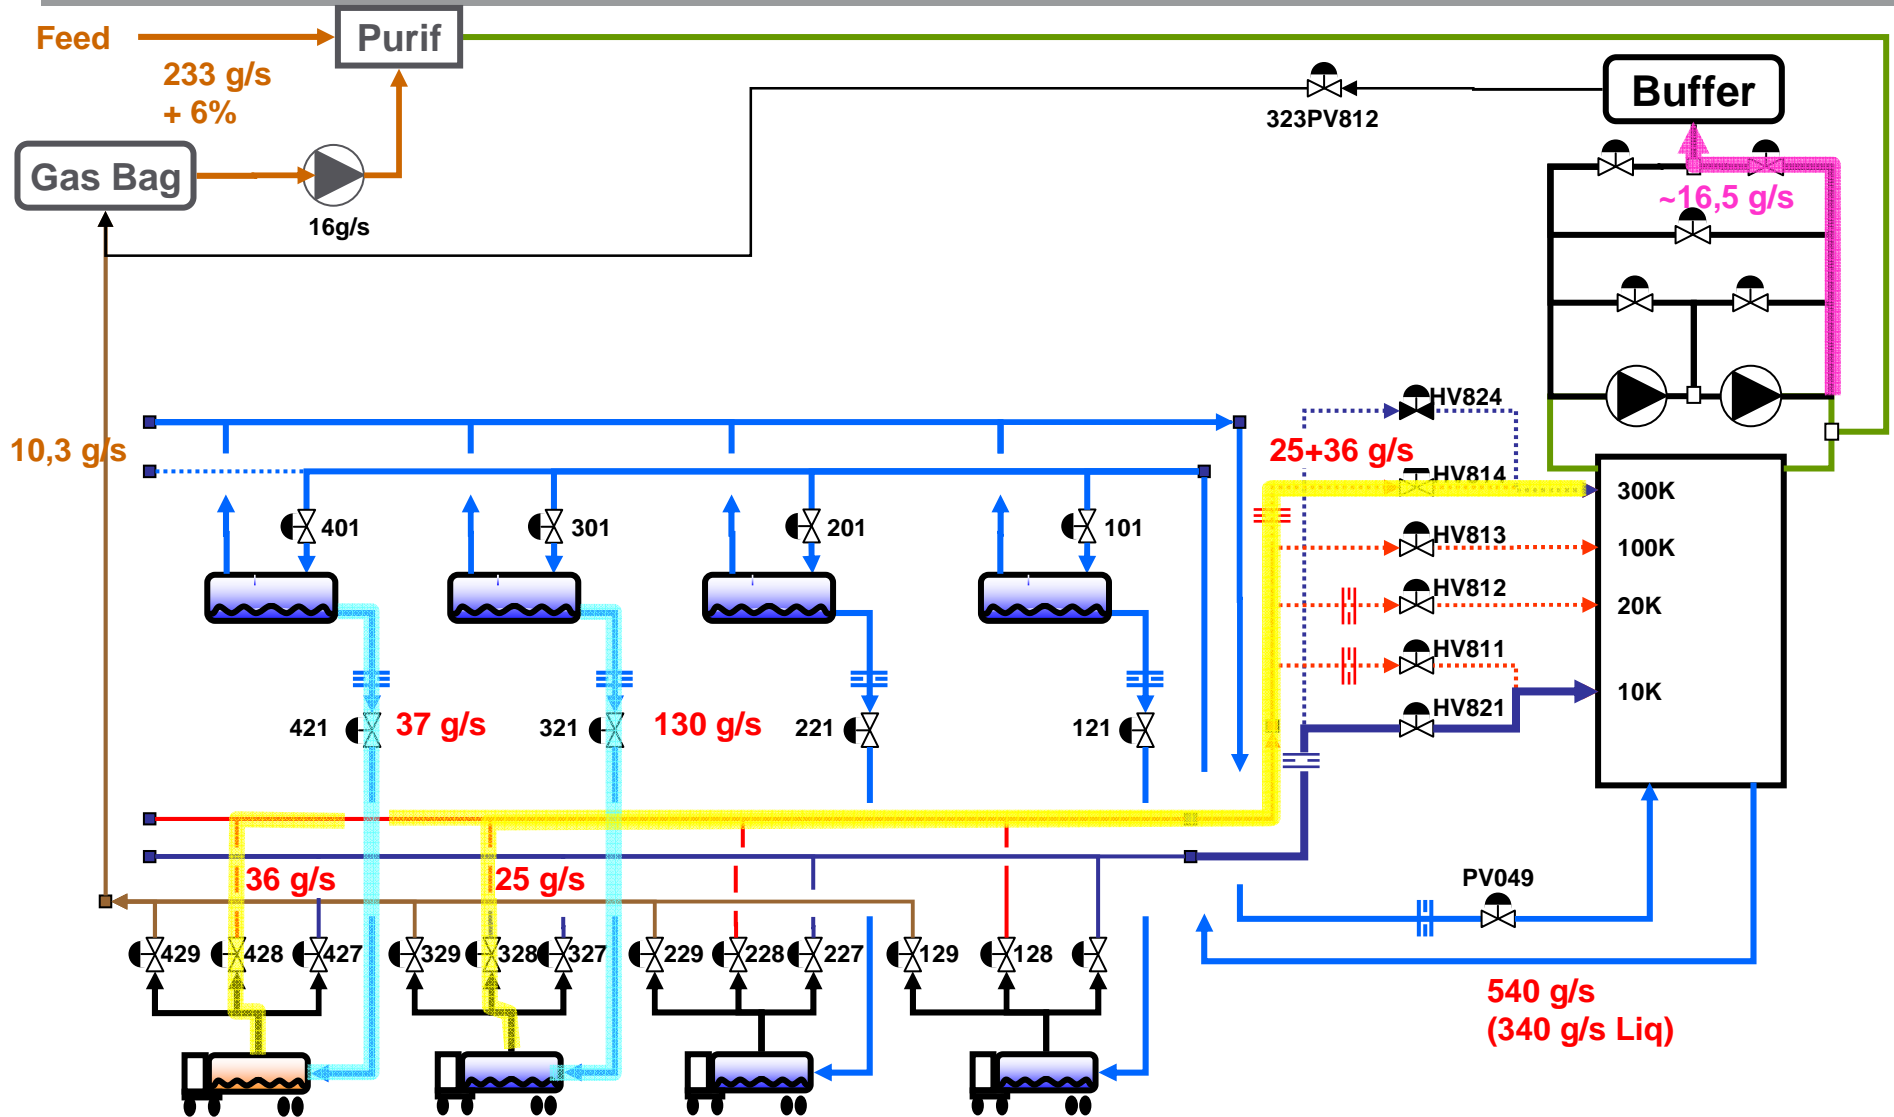 Feed
Purif
233 g/s
+ 6%
Buffer
323PV812
Gas Bag
16g/s
~16,5 g/s
HV824
10,3 g/s
25+36 g/s
HV814
300K
401
301
201
101
HV813
100K
HV812
20K
HV811
10K
HV821
421
37 g/s
321
130 g/s
221
121
36 g/s
25 g/s
PV049
429
428
427
329
328
327
229
228
227
129
128
540 g/s
(340 g/s Liq)